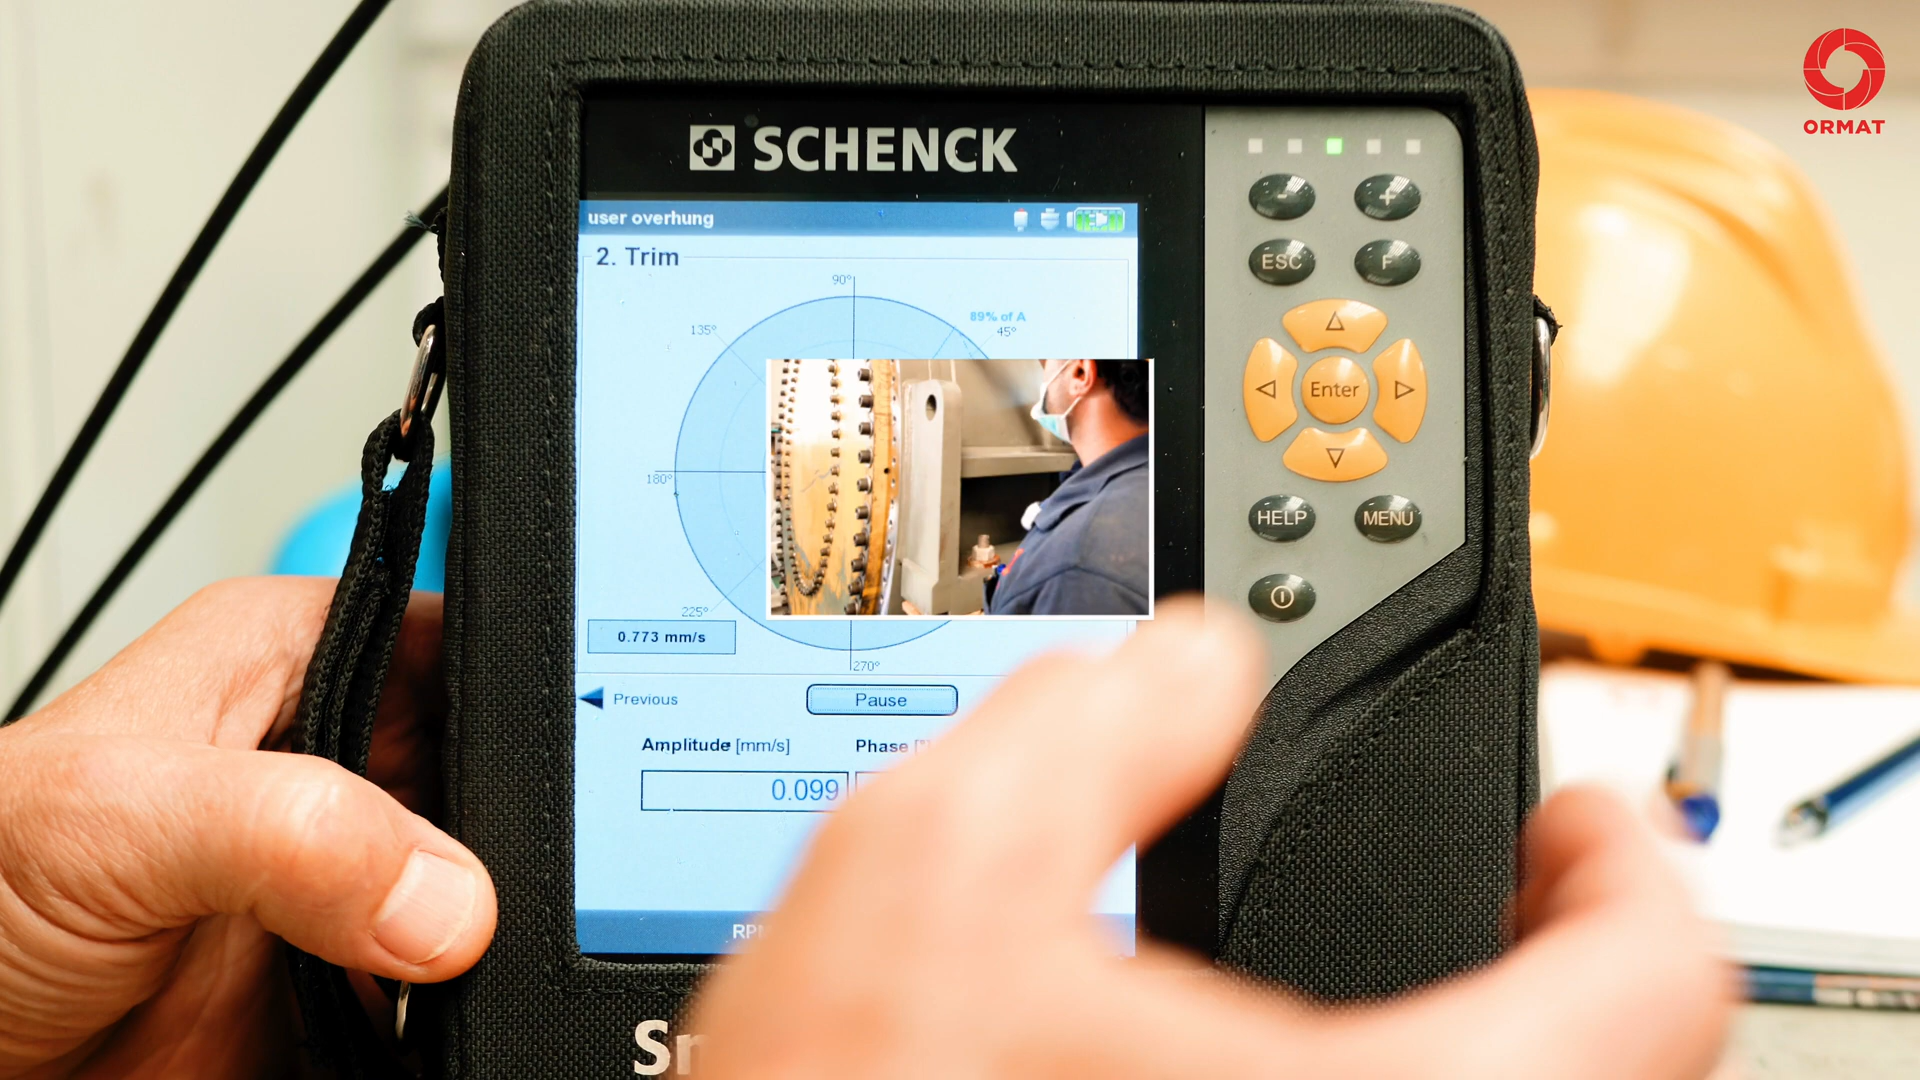 ORMAT
SCHENCK
user overhung
2. Trim
90°
89% of A
135°
45°
180°
225°
0.773 mm/s
270°
Previous
Pause
Amplitude [mm/s]
Phase
0.099
- +
ESC F
Enter
HELP MENU